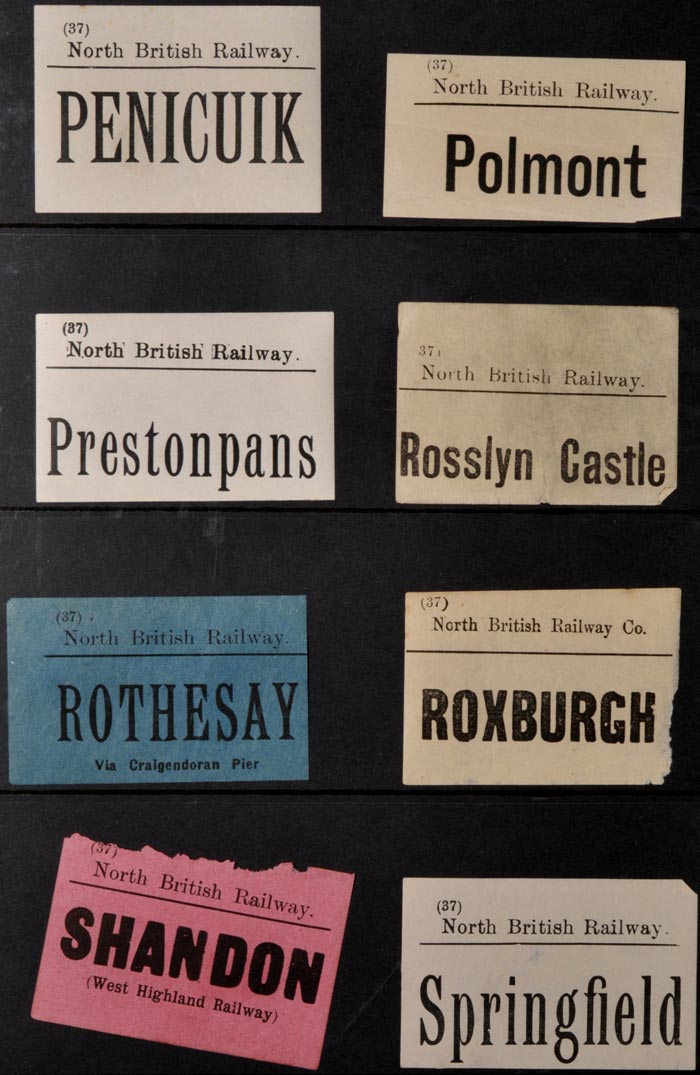 (37)
North British Railway.
PENICUIK
(37)
North British Railway.
Polmont
(37)
North British Railway.
Prestonpans
37)
North British Railway.
Rosslyn Castle
(37)
North British Railway.
ROTHESAY
Via Craigendoran Pier
(37)
North British Railway Co.
ROXBURGH
(37)
North British Railway.
SHANDON
(West Highland Railway)
(37)
North British Railway.
Springfield